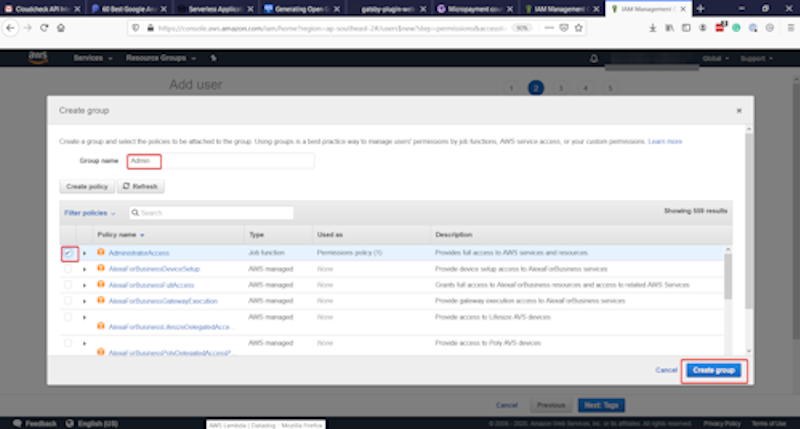 Cloudcheck API Inte
60 Best Google An
Serverless Applicati
Generating Open G
gatsby-plugin-web
Micropayment sou
IAM Management C
IAM Management C
https://console.aws.amazon.com/iam/home?region=ap-southeast-2#/users$new?step=permissions&accessK
90%
aws Services Resource Groups Global Support
Add user
1 2 3 4 5
Create group
Create a group and select the policies to be attached to the group. Using groups is a best-practice way to manage users' permissions by job functions, AWS service access, or your custom permissions. Learn more
Group name Admin
Create policy Refresh
Filter policies Search Showing 559 results
Policy name Type Used as Description
AdministratorAccess Job function Permissions policy (1) Provides full access to AWS services and resources.
AlexaForBusinessDeviceSetup AWS managed None Provide device setup access to AlexaForBusiness services
AlexaForBusinessFullAccess AWS managed None Grants full access to AlexaForBusiness resources and access to related AWS Services
AlexaForBusinessGatewayExecution AWS managed None Provide gateway execution access to AlexaForBusiness services
AlexaForBusinessLifesizeDelegatedAcce... AWS managed None Provide access to Lifesize AVS devices
AlexaForBusinessPolyDelegatedAccessP... AWS managed None Provide access to Poly AVS devices
Cancel Create group
Cancel Previous Next: Tags
Feedback English (US) © 2008 - 2020, Amazon Web Services, Inc. or its affiliates. All rights reserved. Privacy Policy Terms of Use
AWS Lambda | Datadog - Mozilla Firefox